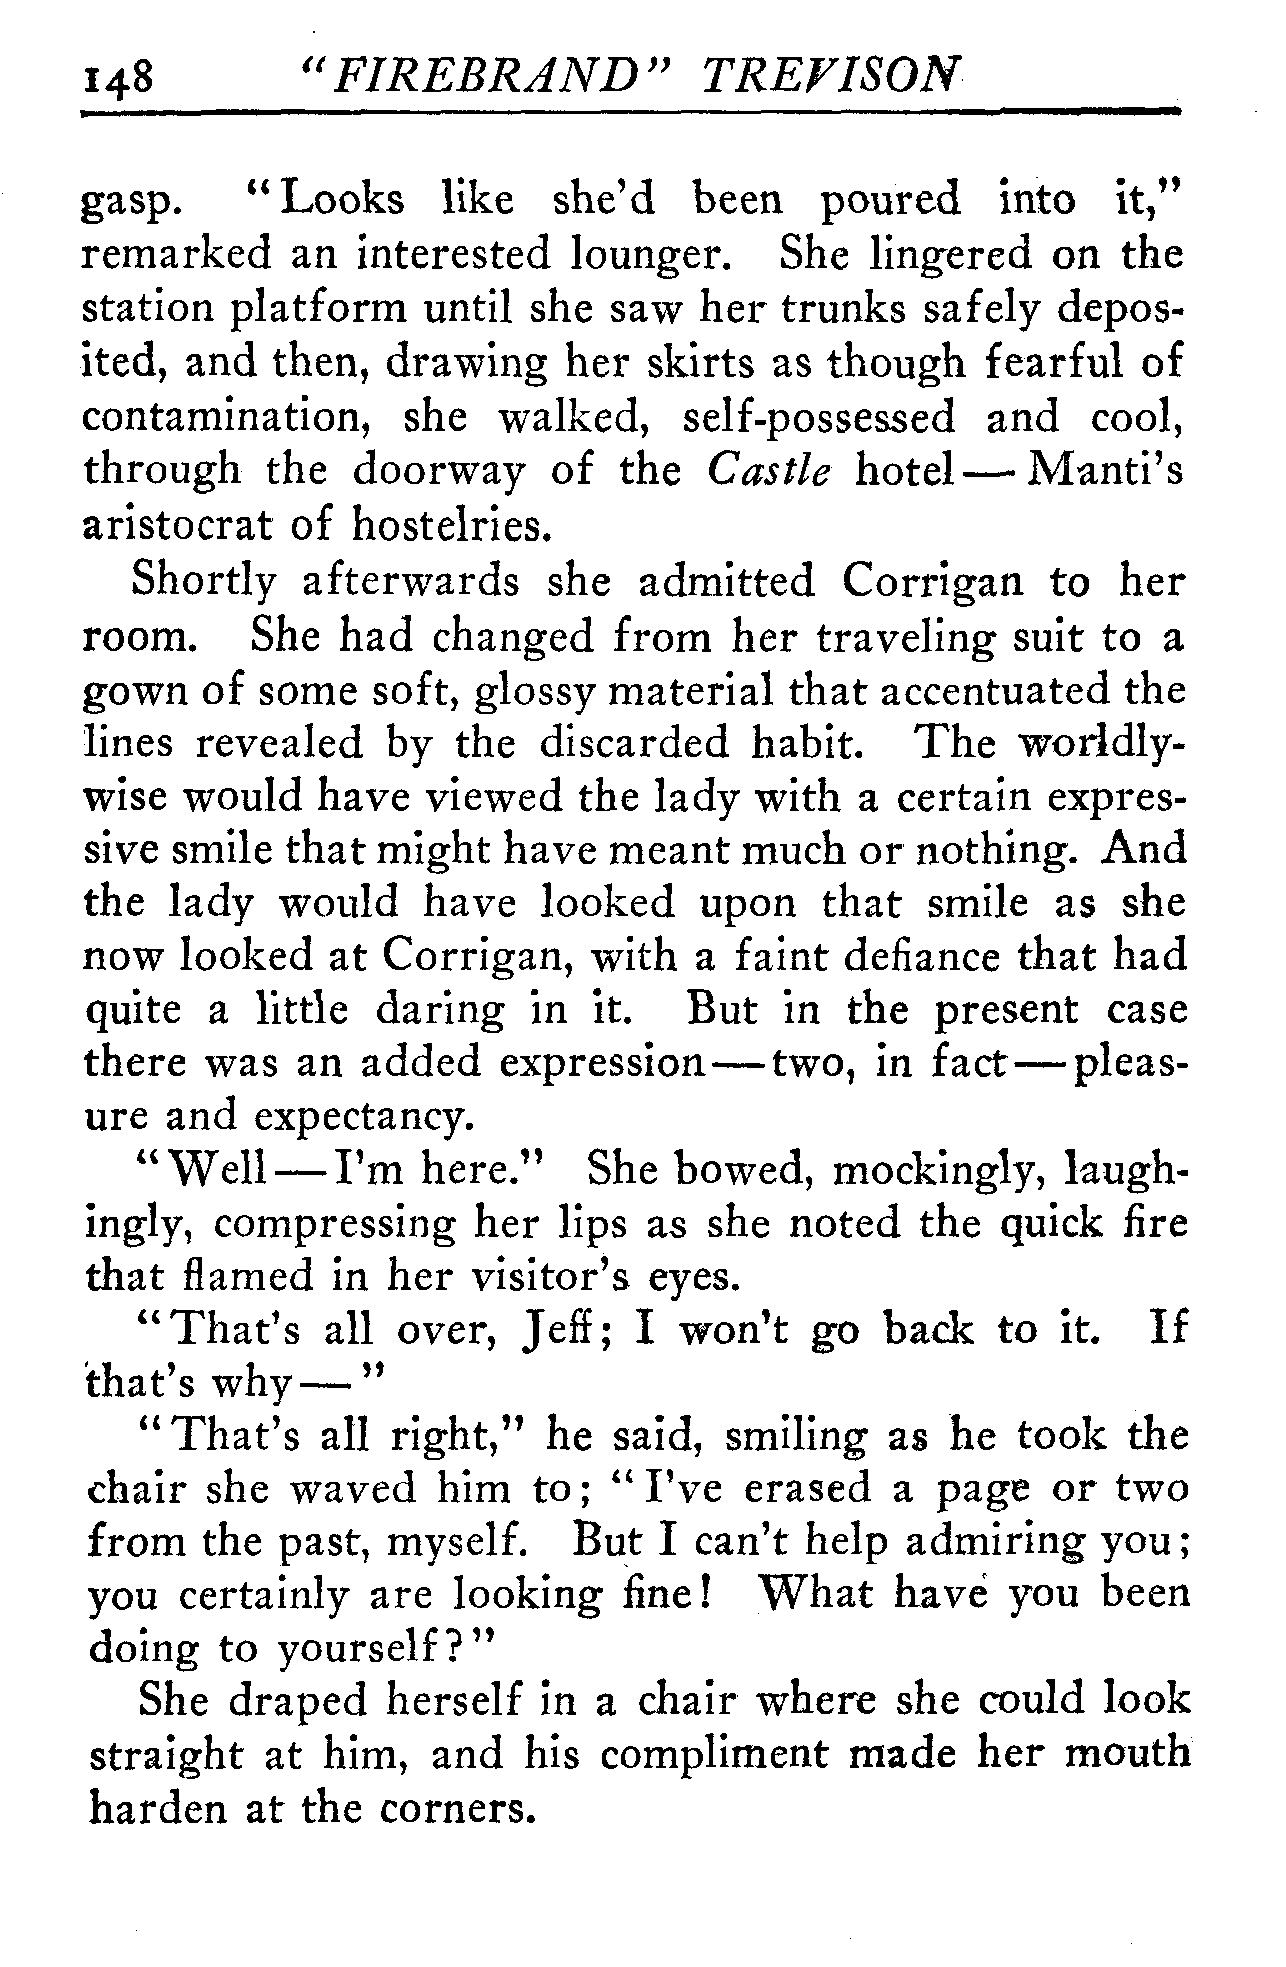 148 "FIREBRAND" TREVISON
gasp. "Looks like she'd been poured into it,"
remarked an interested lounger. She lingered on the
station platform until she saw her trunks safely depos-
ited, and then, drawing her skirts as though fearful of
contamination, she walked, self-possessed and cool,
through the doorway of the Castle hotel—Manti's
aristocrat of hostelries.
Shortly afterwards she admitted Corrigan to her
room. She had changed from her traveling suit to a
gown of some soft, glossy material that accentuated the
lines revealed by the discarded habit. The worldly-
wise would have viewed the lady with a certain expres-
sive smile that might have meant much or nothing. And
the lady would have looked upon that smile as she
now looked at Corrigan, with a faint defiance that had
quite a little daring in it. But in the present case
there was an added expression—two, in fact—pleas-
ure and expectancy.
"Well—I'm here." She bowed, mockingly, laugh-
ingly, compressing her lips as she noted the quick fire
that flamed in her visitor's eyes.
"That's all over, Jeff; I won't go back to it. If
that's why—"
"That's all right," he said, smiling as he took the
chair she waved him to; "I've erased a page or two
from the past, myself. But I can't help admiring you;
you certainly are looking fine! What have you been
doing to yourself?"
She draped herself in a chair where she could look
straight at him, and his compliment made her mouth
harden at the corners.